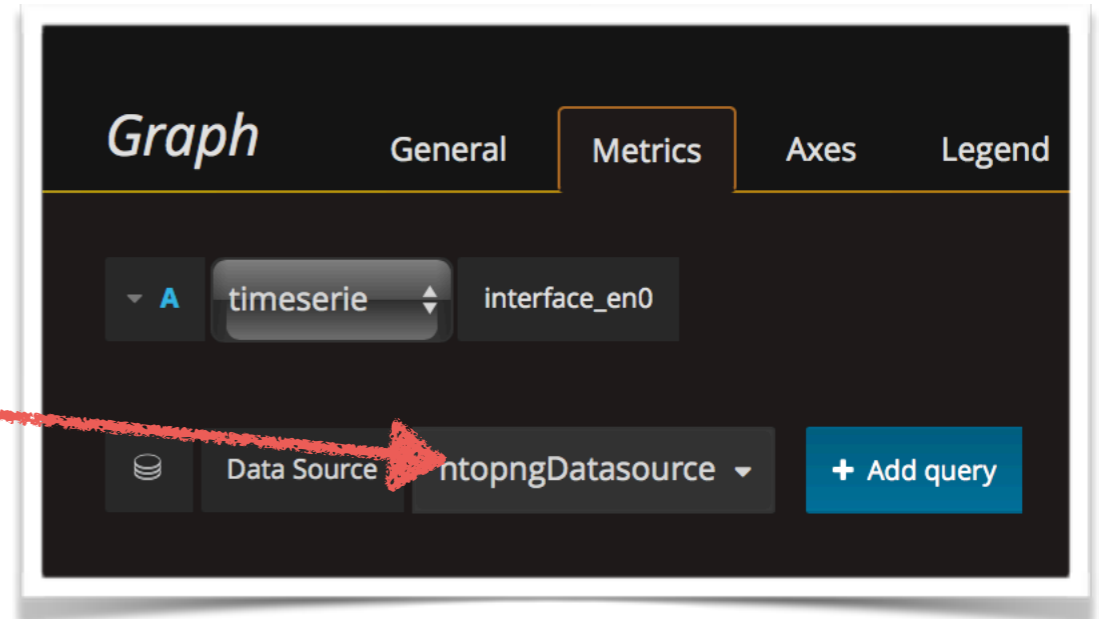 Graph General Metrics Axes Legend
A timeserie interface_en0
Data Source ntopngDatasource + Add query